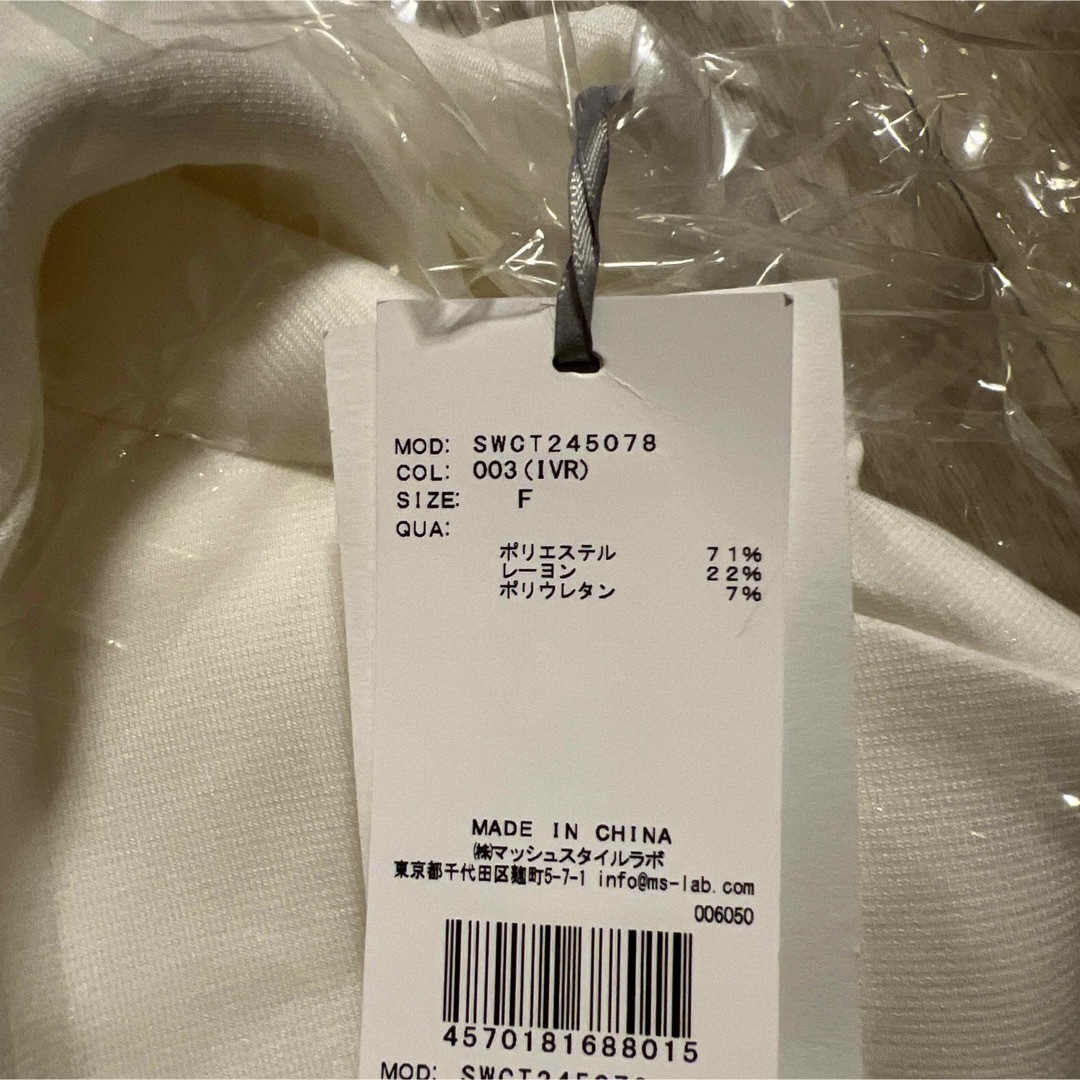 MOD: SWCT245078
COL: 003(IVR)
SIZE: F
QUA:
ポリエステル 71%
レーヨン 22%
ポリウレタン 7%
MADE IN CHINA
㈱マッシュスタイルラボ
東京都千代田区麹町5-7-1 info@ms-lab.com
006050
4570181688015
MOD: SWCT245078